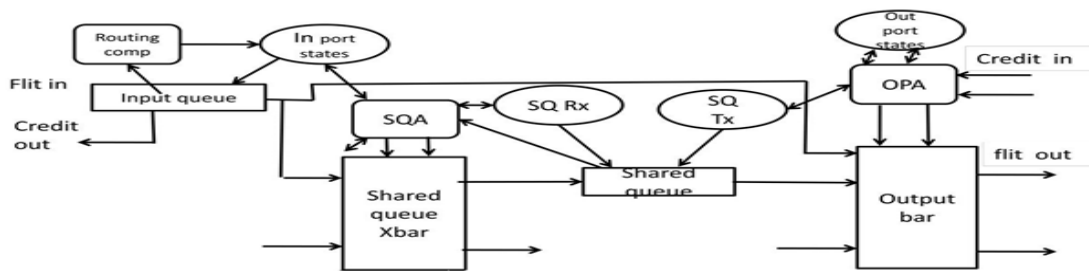 Routing
comp
In port
states
Out
port
states
Flit in
Credit in
Input queue
SQ Rx
SQ
Tx
OPA
Credit
out
SQA
Shared
queue
flit out
Shared
queue
Xbar
Output
bar